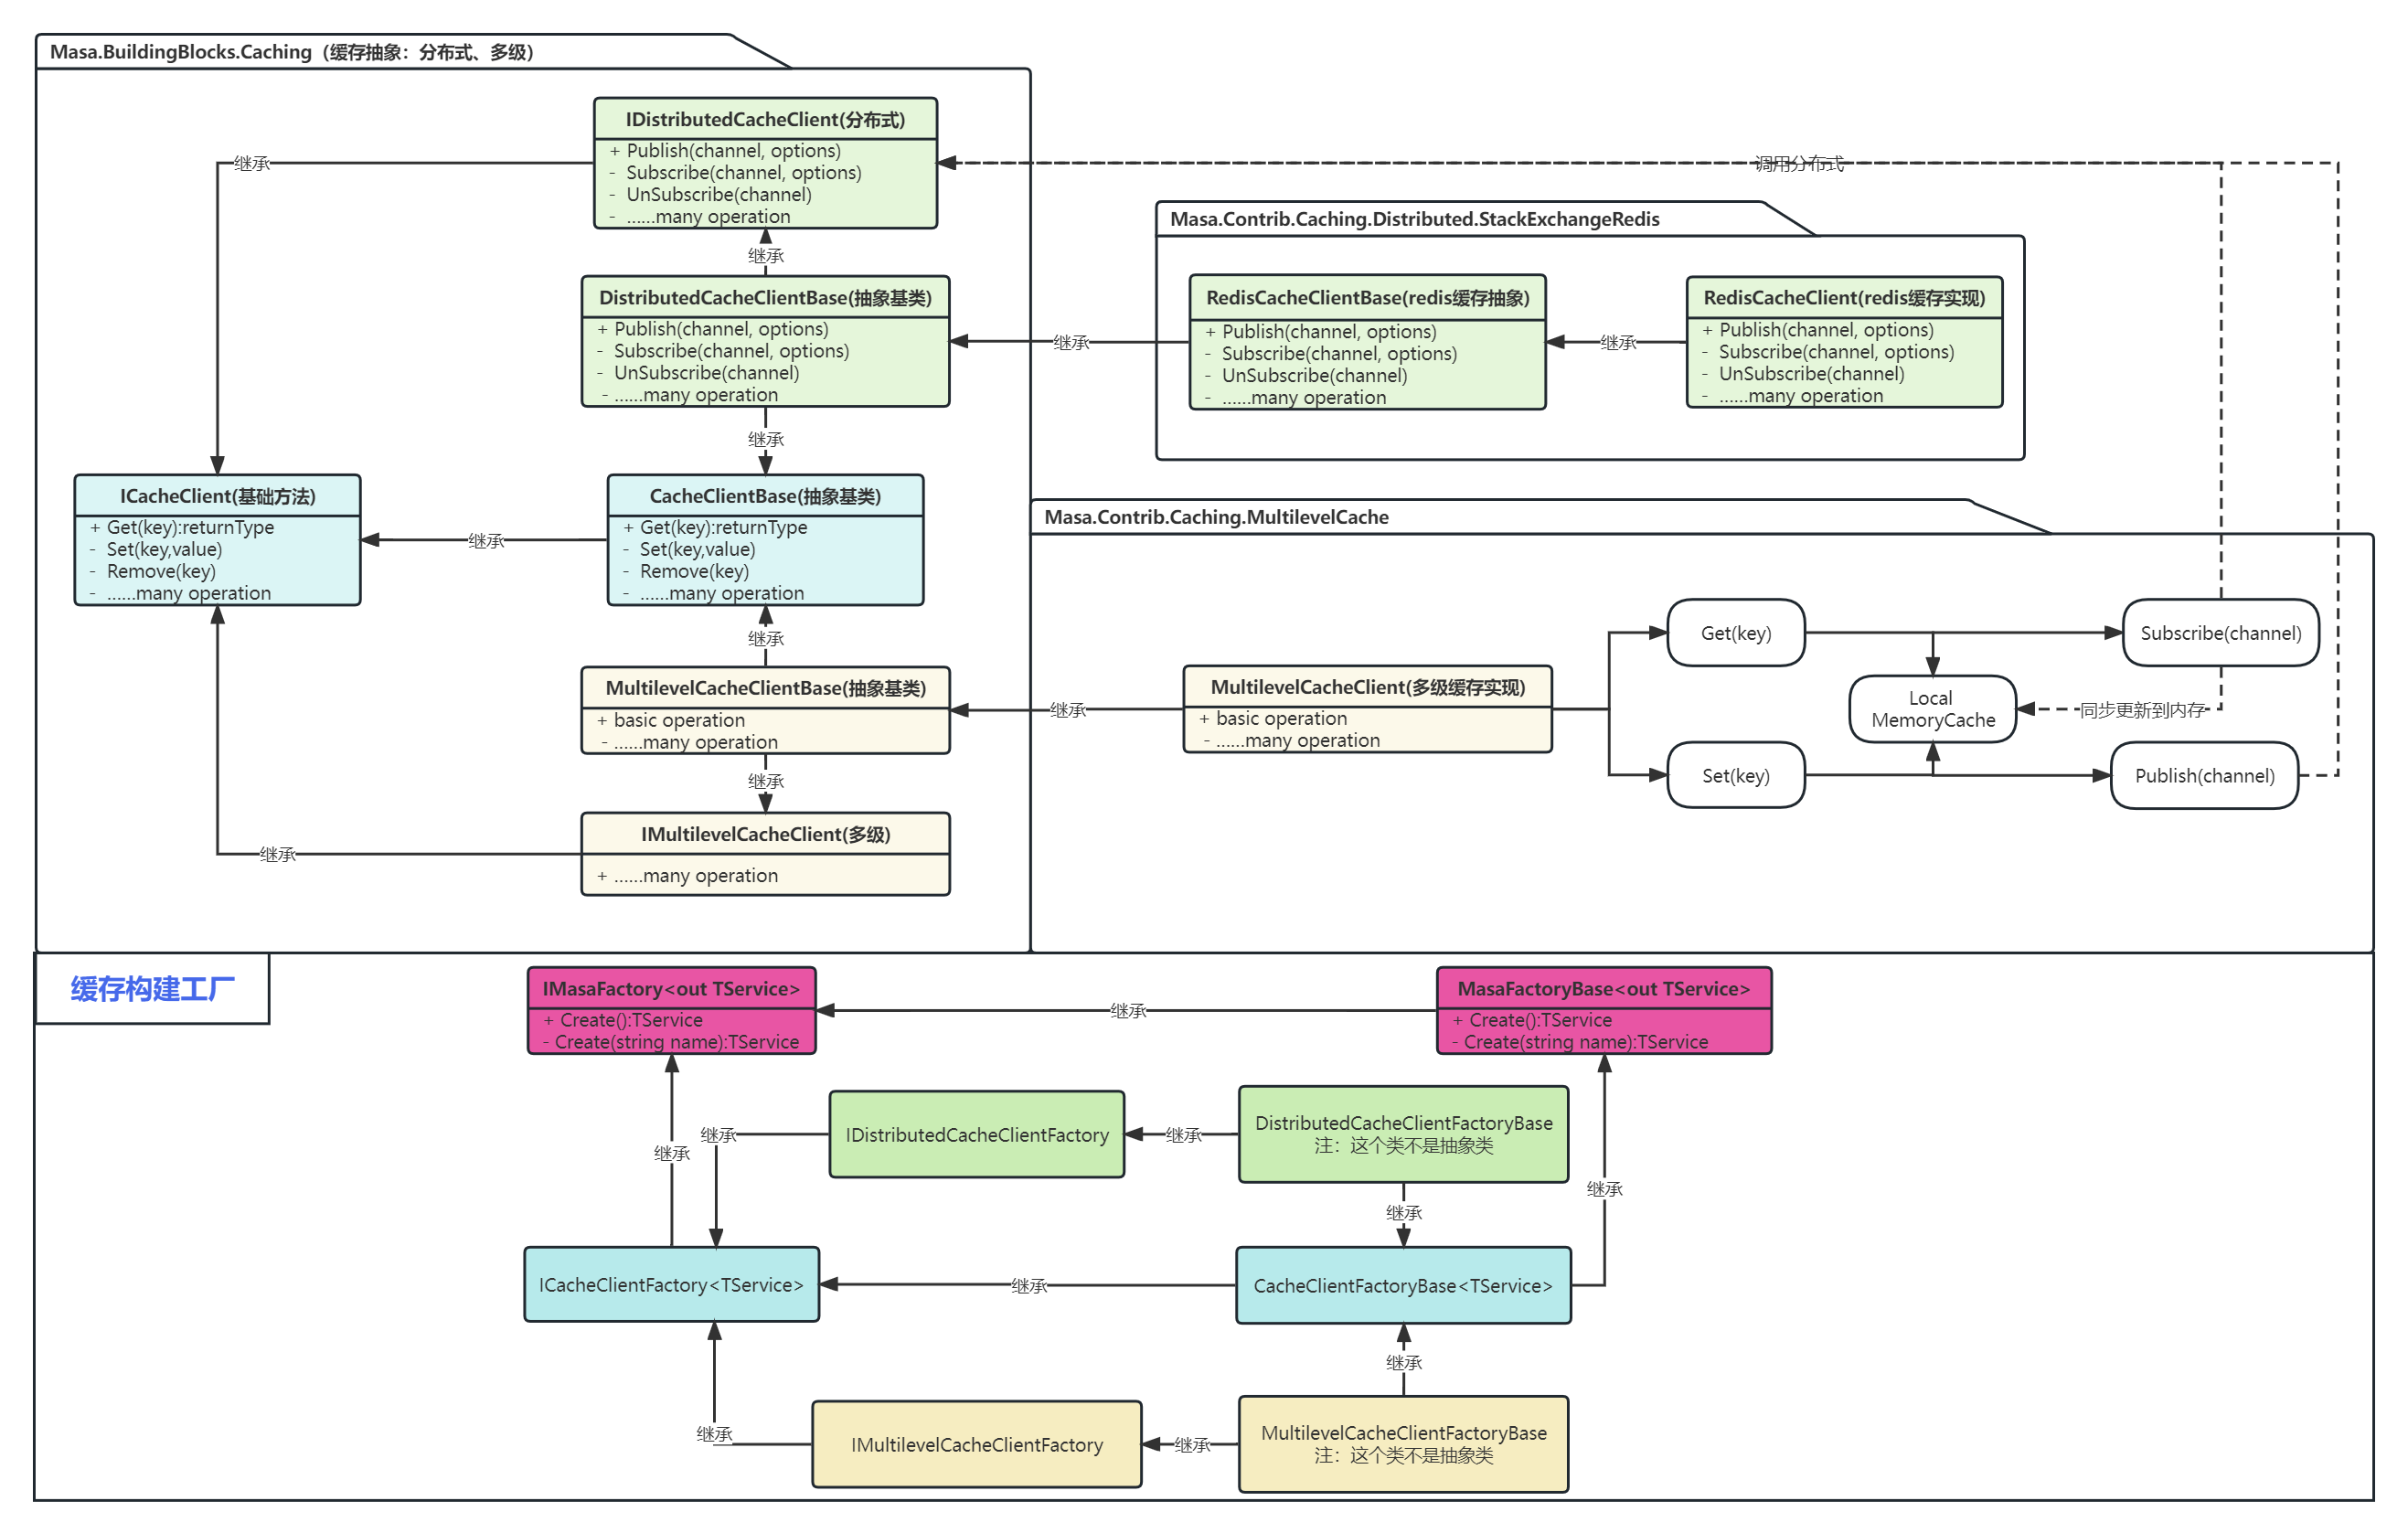 Masa.BuildingBlocks.Caching（缓存抽象：分布式、多级）
IDistributedCacheClient(分布式)
+ Publish(channel, options)
- Subscribe(channel, options)
- UnSubscribe(channel)
- ......many operation
继承
调用分布式
继承
Masa.Contrib.Caching.Distributed.StackExchangeRedis
DistributedCacheClientBase(抽象基类)
+ Publish(channel, options)
- Subscribe(channel, options)
- UnSubscribe(channel)
- ......many operation
继承
RedisCacheClientBase(redis缓存抽象)
+ Publish(channel, options)
- Subscribe(channel, options)
- UnSubscribe(channel)
- ......many operation
继承
RedisCacheClient(redis缓存实现)
+ Publish(channel, options)
- Subscribe(channel, options)
- UnSubscribe(channel)
- ......many operation
继承
ICacheClient(基础方法)
+ Get(key):returnType
- Set(key,value)
- Remove(key)
- ......many operation
继承
CacheClientBase(抽象基类)
+ Get(key):returnType
- Set(key,value)
- Remove(key)
- ......many operation
继承
Masa.Contrib.Caching.MultilevelCache
MultilevelCacheClientBase(抽象基类)
+ basic operation
- ......many operation
继承
MultilevelCacheClient(多级缓存实现)
+ basic operation
- ......many operation
Get(key)
Subscribe(channel)
Local
MemoryCache
同步更新到内存
Set(key)
Publish(channel)
继承
IMultilevelCacheClient(多级)
+ ......many operation
继承
缓存构建工厂
IMasaFactory<out TService>
+ Create():TService
- Create(string name):TService
继承
MasaFactoryBase<out TService>
+ Create():TService
- Create(string name):TService
继承
继承
IDistributedCacheClientFactory
继承
DistributedCacheClientFactoryBase
注：这个类不是抽象类
继承
继承
ICacheClientFactory<TService>
继承
CacheClientFactoryBase<TService>
继承
继承
IMultilevelCacheClientFactory
继承
MultilevelCacheClientFactoryBase
注：这个类不是抽象类